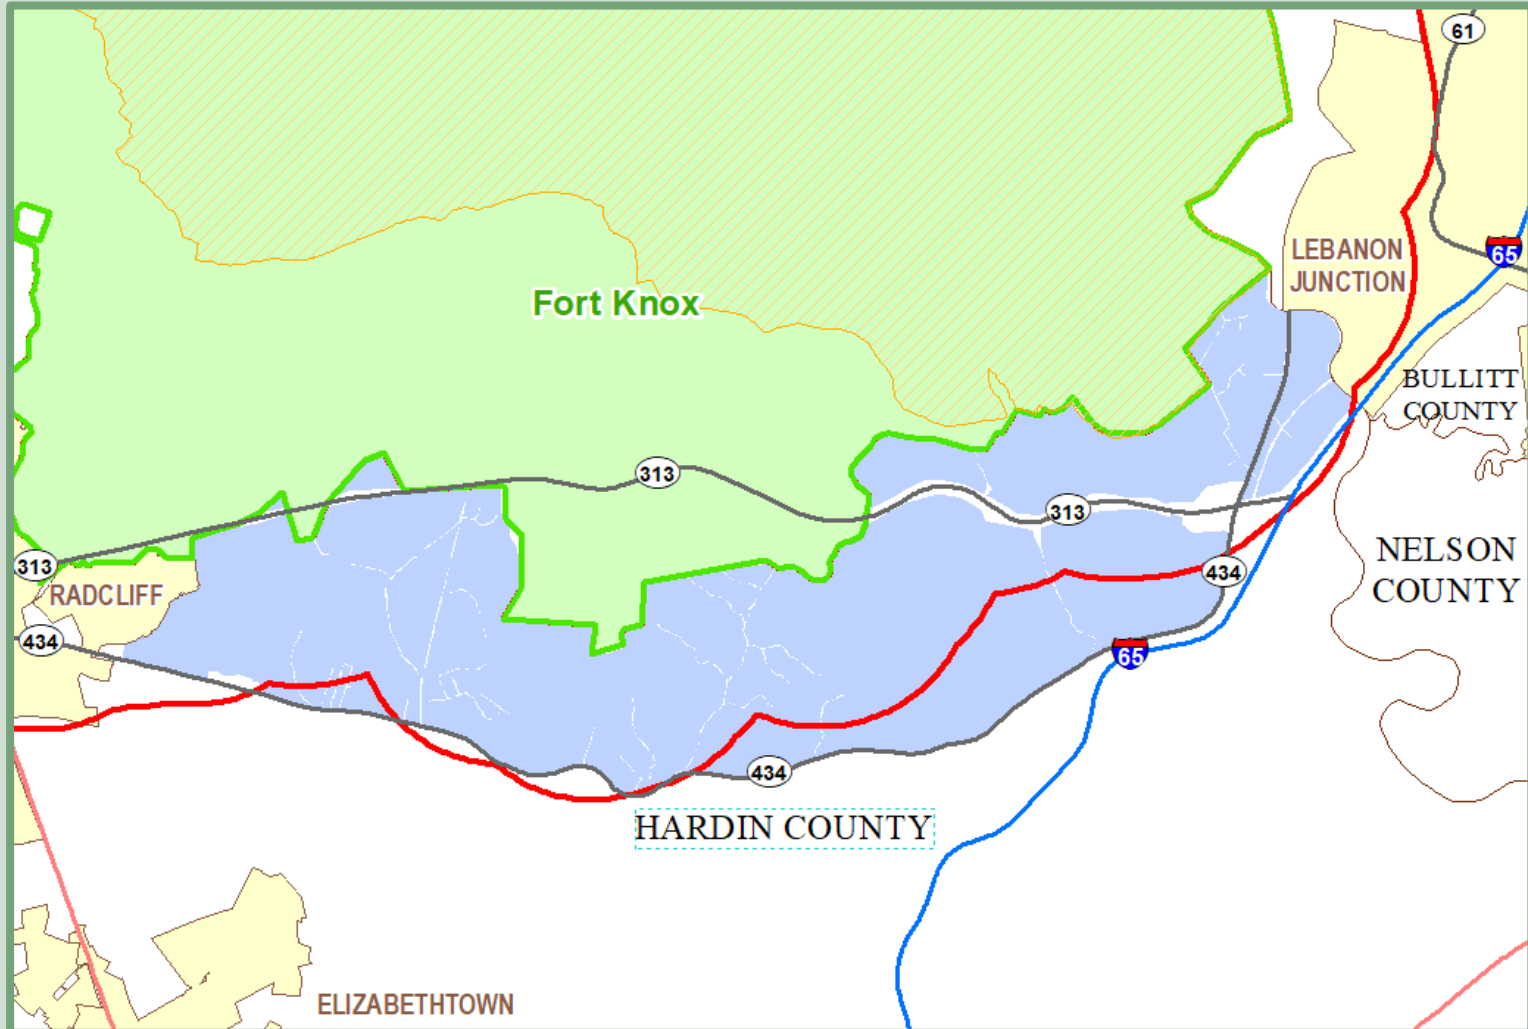 61
LEBANON
JUNCTION
65
Fort Knox
BULLITT
COUNTY
313
313
NELSON
COUNTY
313
434
RADCLIFF
434
65
434
HARDIN COUNTY
ELIZABETHTOWN